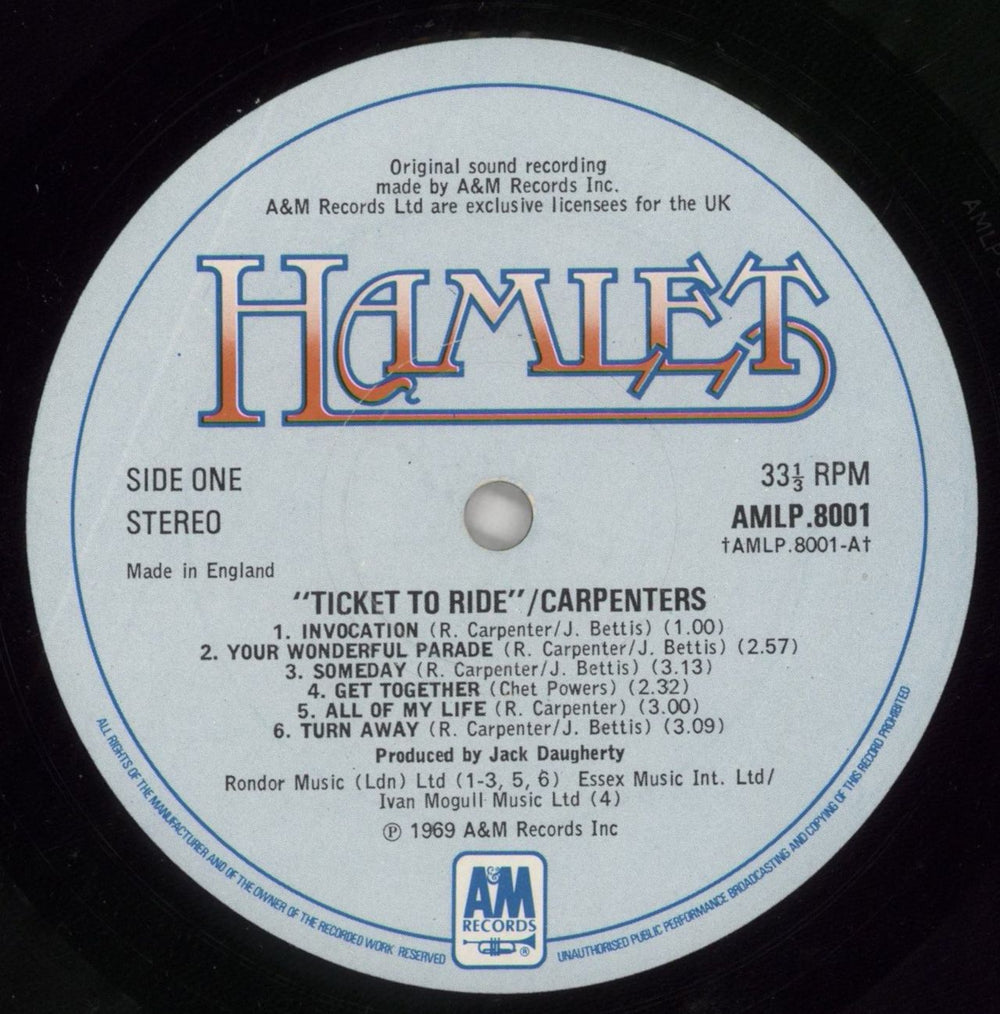 Original sound recording
made by A&M Records Inc.
A&M Records Ltd are exclusive licensees for the UK
HAMLET
SIDE ONE
STEREO
Made in England
33⅓ RPM
AMLP.8001
†AMLP.8001-A†
"TICKET TO RIDE"/CARPENTERS
1. INVOCATION (R. Carpenter/J. Bettis) (1.00)
2. YOUR WONDERFUL PARADE (R. Carpenter/J. Bettis) (2.57)
3. SOMEDAY (R. Carpenter/J. Bettis) (3.13)
4. GET TOGETHER (Chet Powers) (2.32)
5. ALL OF MY LIFE (R. Carpenter) (3.00)
6. TURN AWAY (R. Carpenter/J. Bettis) (3.09)
Produced by Jack Daugherty
Rondor Music (Ldn) Ltd (1-3, 5, 6) Essex Music Int. Ltd/
Ivan Mogull Music Ltd (4)
℗ 1969 A&M Records Inc
A&M
RECORDS
®
ALL RIGHTS OF THE MANUFACTURER AND OF THE OWNER OF THE RECORDED WORK RESERVED
UNAUTHORISED PUBLIC PERFORMANCE BROADCASTING AND COPYING OF THIS RECORD PROHIBITED